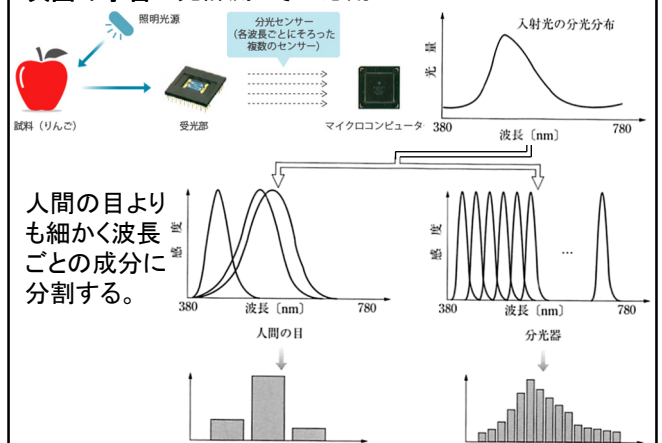 照明光源
分光センサー
(各波長ごとにそろった
複数のセンサー)
試料（りんご）
受光部
マイクロコンピュータ
入射光の分光分布
光量
380
波長〔nm〕
780
人間の目より
も細かく波長
ごとの成分に
分割する。
感度
380
波長〔nm〕
780
人間の目
感度
...
380
波長〔nm〕
780
分光器